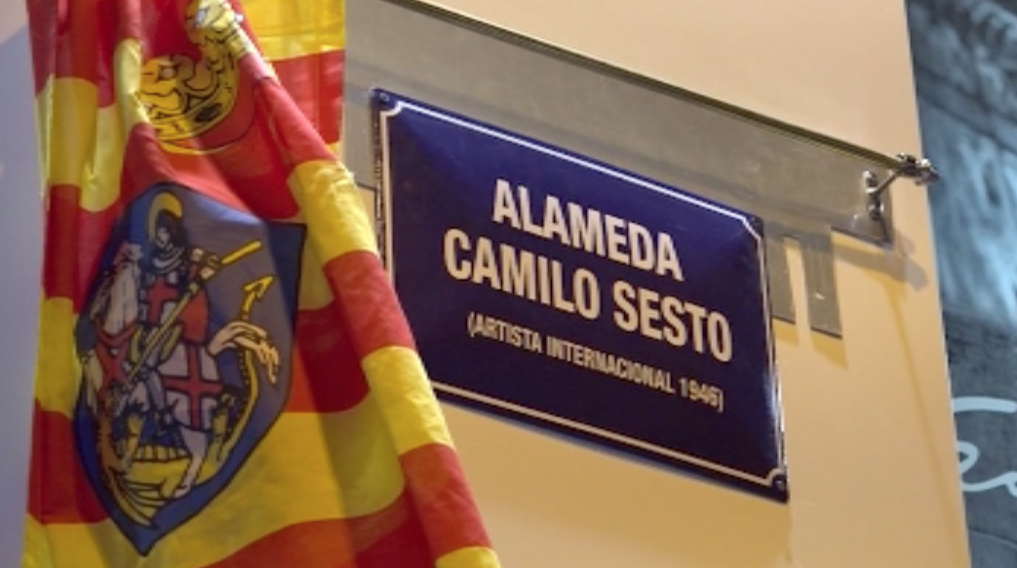 ALAMEDA
CAMILO SESTO
(ARTISTA INTERNACIONAL 1946)